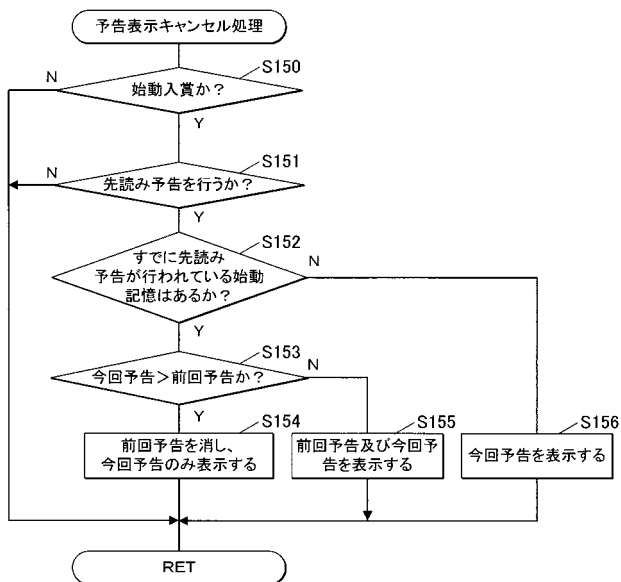 予告表示キャンセル処理
S150
始動入賞か？
N
Y
S151
先読み予告を行うか？
N
Y
S152
すでに先読み
予告が行われている始動
記憶はあるか？
N
Y
S153
今回予告＞前回予告か？
N
Y
S154
前回予告を消し、
今回予告のみ表示する
S155
前回予告及び今回予
告を表示する
S156
今回予告を表示する
RET